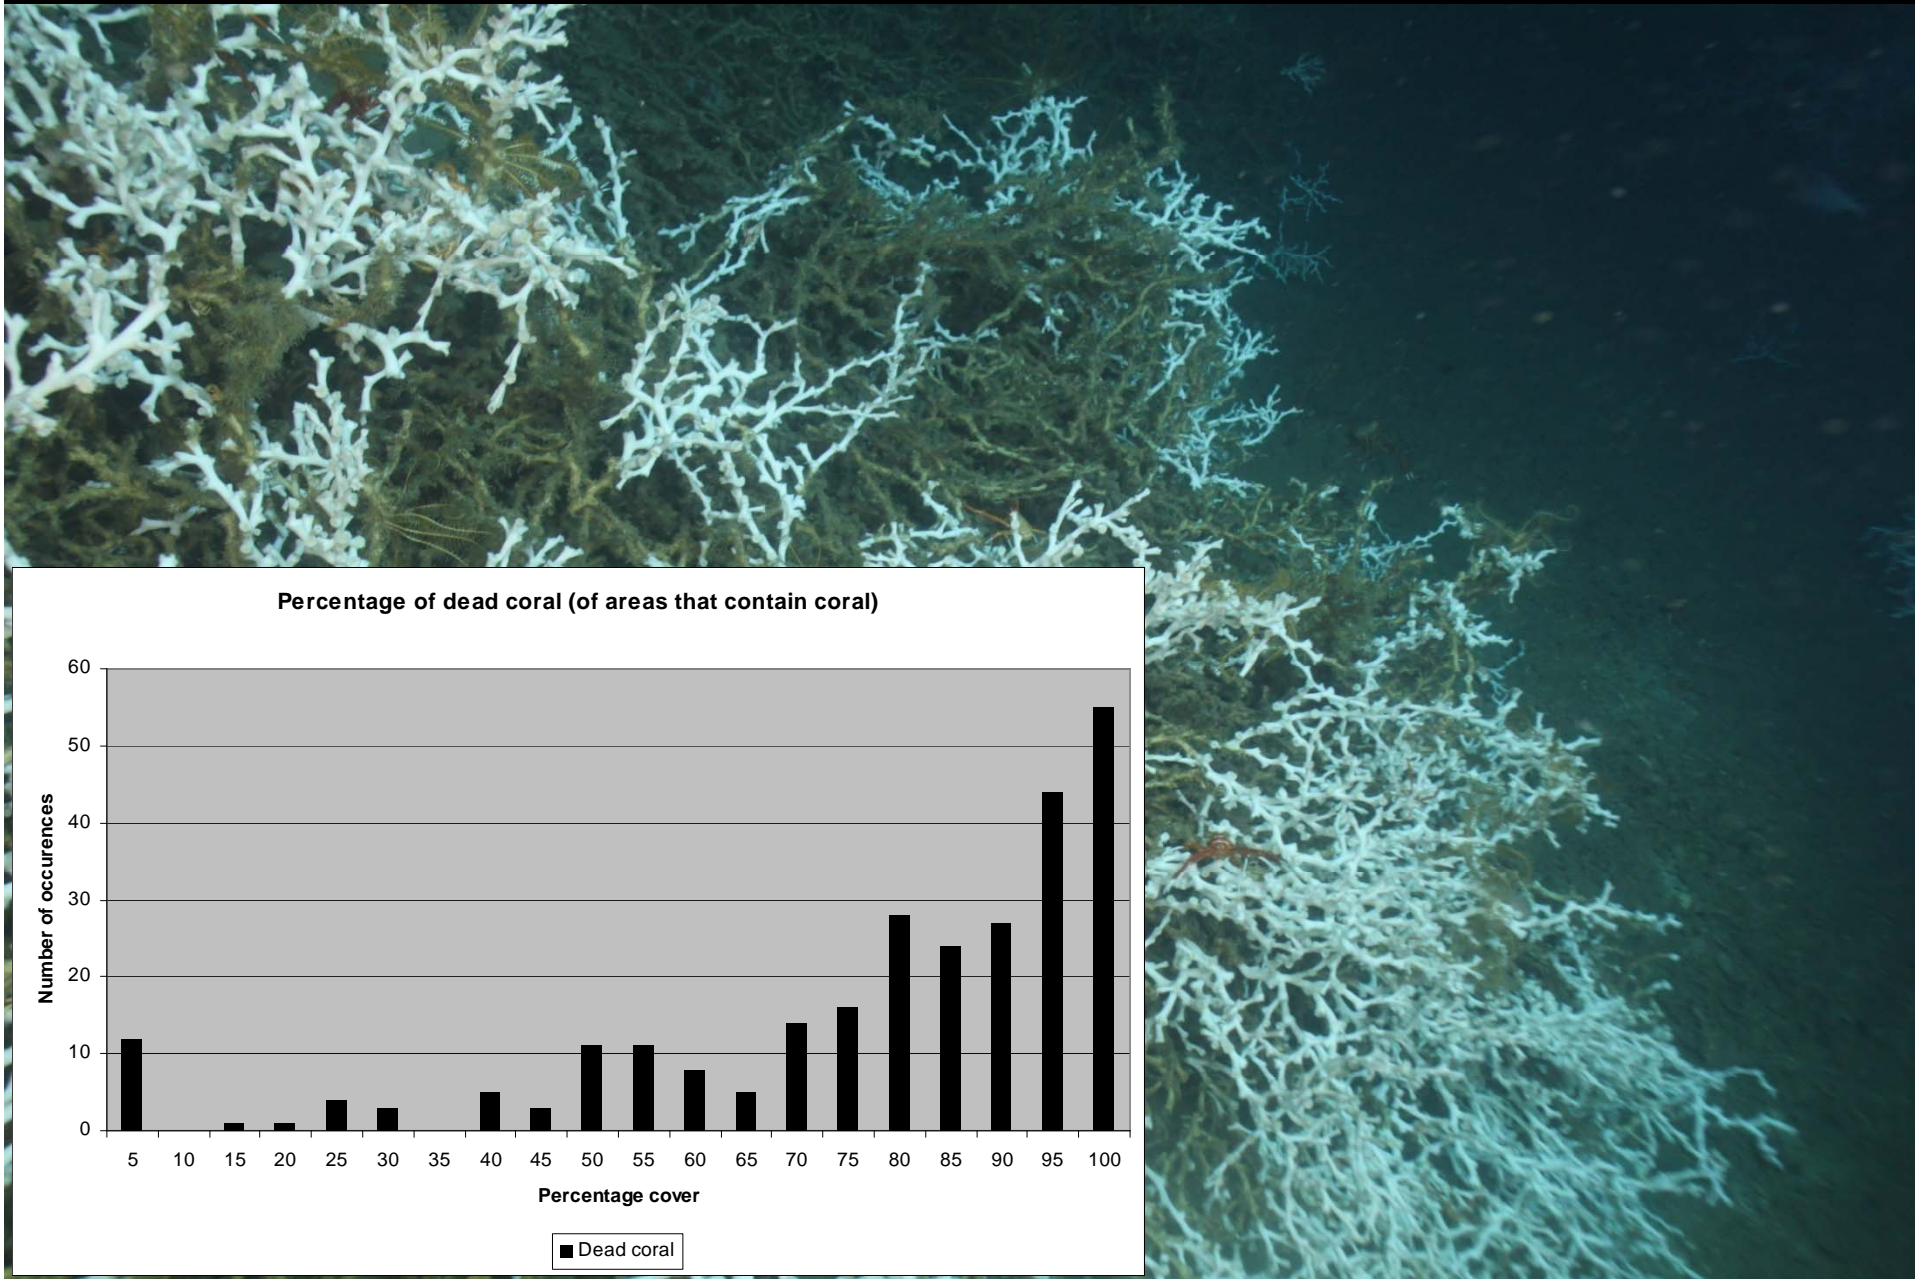 Percentage of dead coral (of areas that contain coral)
60
50
40
30
20
10
0
Number of occurences
5 10 15 20 25 30 35 40 45 50 55 60 65 70 75 80 85 90 95 100
Percentage cover
Dead coral